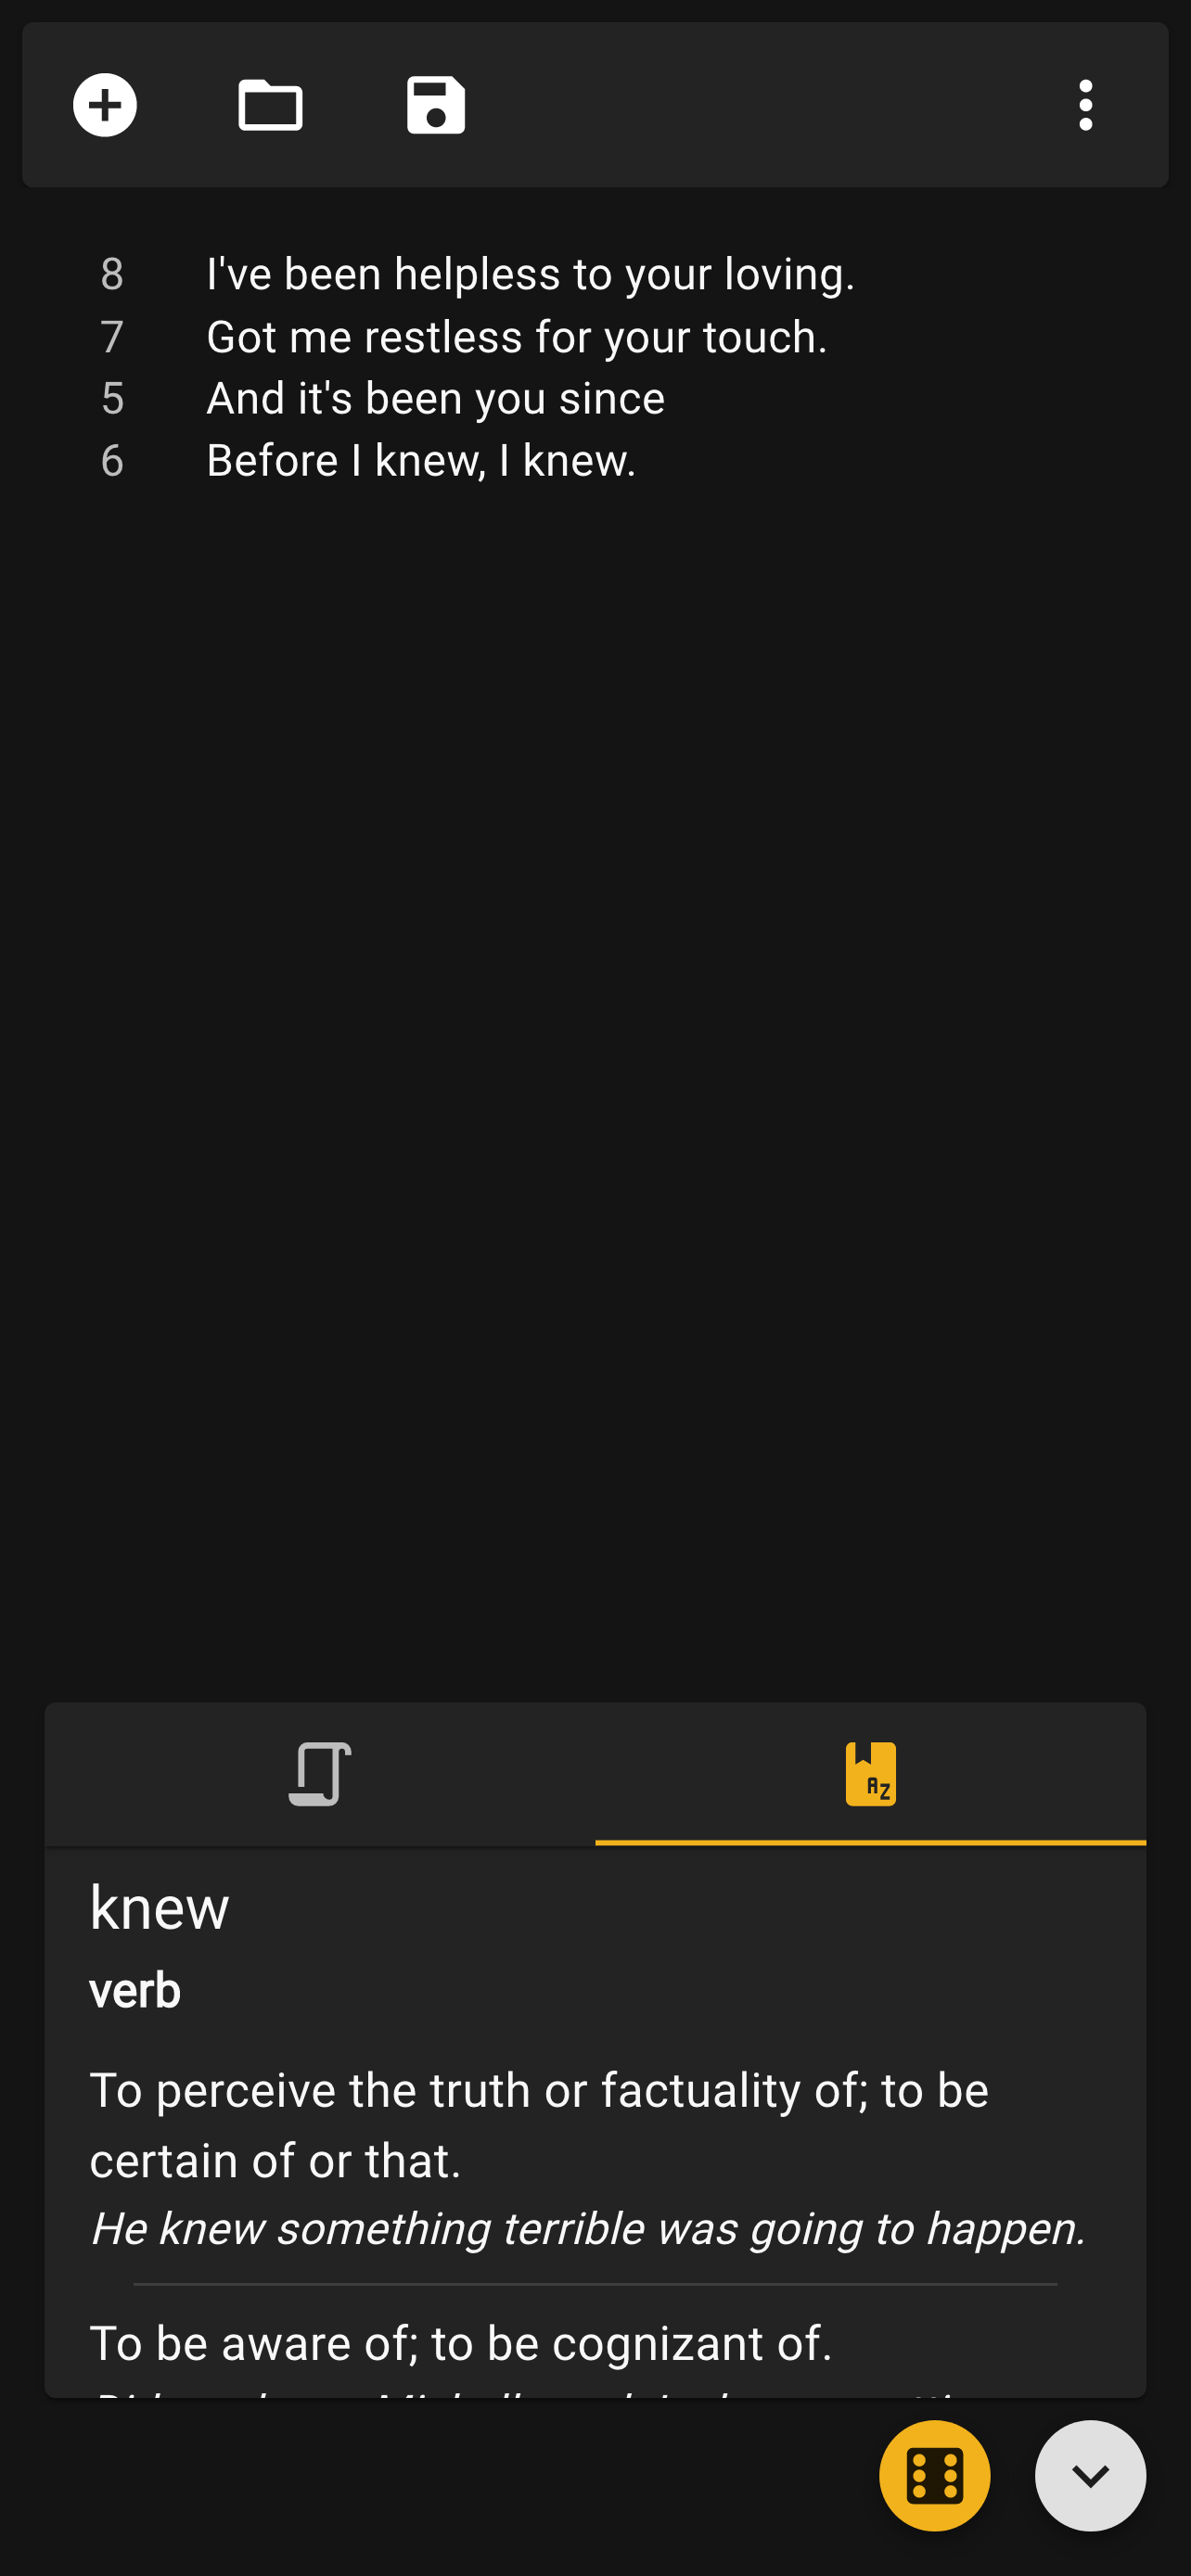 8 I've been helpless to your loving.
7 Got me restless for your touch.
5 And it's been you since
6 Before I knew, I knew.
AZ
knew
verb
To perceive the truth or factuality of; to be
certain of or that.
He knew something terrible was going to happen.
To be aware of; to be cognizant of.